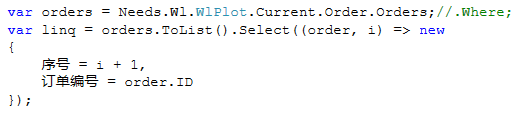 var orders = Needs.Wl.WlPlot.Current.Order.Orders;//.Where;
var linq = orders.ToList().Select((order, i) => new
{
    序号 = i + 1,
    订单编号 = order.ID
});